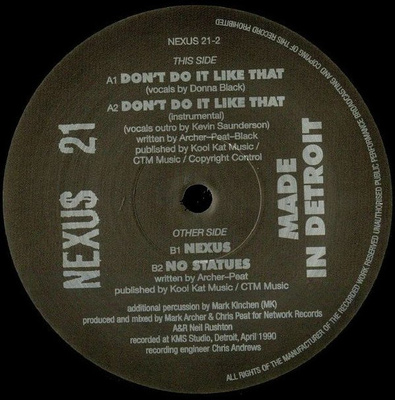 NEXUS 21-2
THIS SIDE
A1 DON'T DO IT LIKE THAT
(vocals by Donna Black)
A2 DON'T DO IT LIKE THAT
(instrumental)
(vocals outro by Kevin Saunderson)
written by Archer–Peat–Black
published by Kool Kat Music /
CTM Music / Copyright Control
NEXUS 21
MADE
IN DETROIT
OTHER SIDE
B1 NEXUS
B2 NO STATUES
written by Archer–Peat
published by Kool Kat Music / CTM Music
additional percussion by Mark Kinchen (MK)
produced and mixed by Mark Archer & Chris Peat for Network Records
A&R Neil Rushton
recorded at KMS Studio, Detroit, April 1990
recording engineer Chris Andrews
ALL RIGHTS OF THE MANUFACTURER OF THE RECORDED WORK RESERVED UNAUTHORISED PUBLIC PERFORMANCE BROADCASTING AND COPYING OF THIS RECORD PROHIBITED